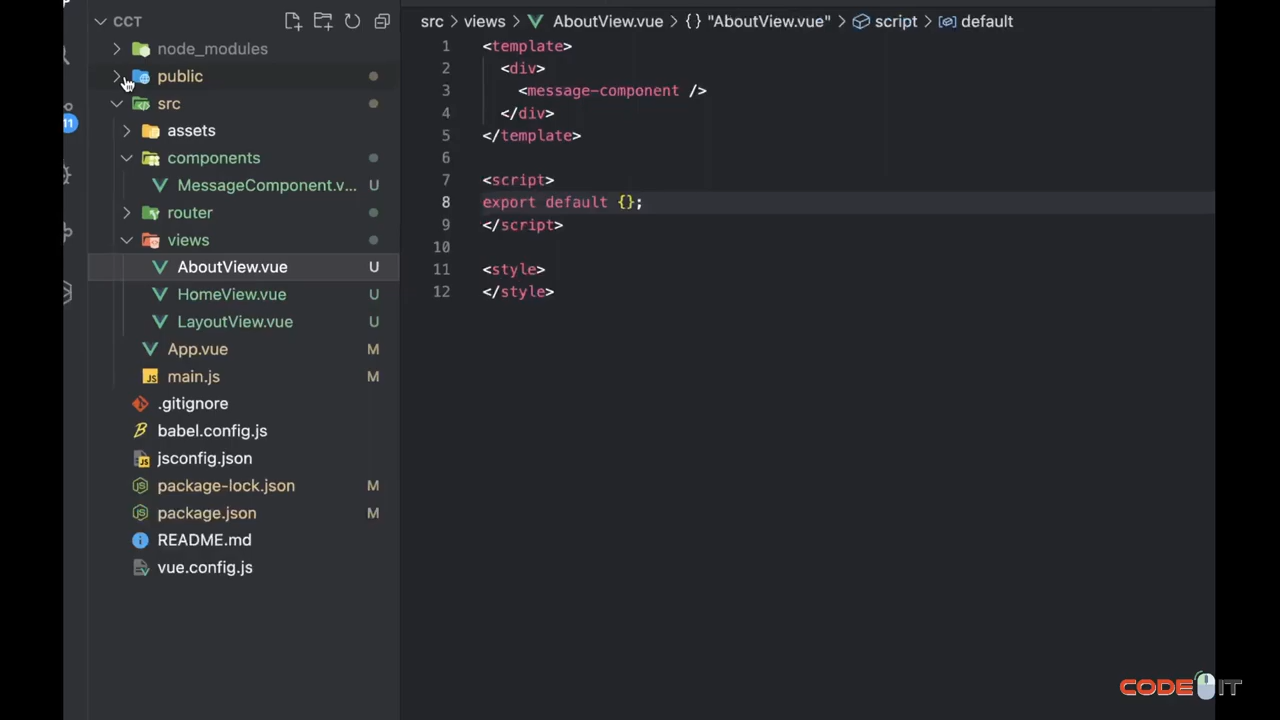 CCT
node_modules
public
src
assets
components
MessageComponent.v... U
router
views
AboutView.vue U
HomeView.vue U
LayoutView.vue U
App.vue M
JS main.js M
.gitignore
babel.config.js
jsconfig.json
package-lock.json M
package.json M
README.md
vue.config.js
11
src > views > AboutView.vue > {} "AboutView.vue" > script > default
1 <template>
2 <div>
3 <message-component />
4 </div>
5 </template>
6
7 <script>
8 export default {};
9 </script>
10
11 <style>
12 </style>
CODE IT